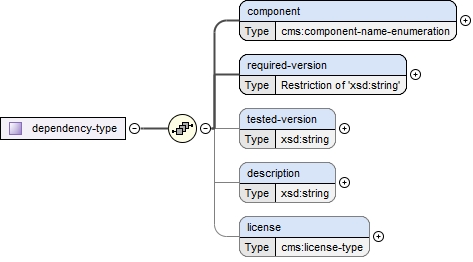 component
Type cms:component-name-enumeration
required-version
Type Restriction of 'xsd:string'
dependency-type
tested-version
Type xsd:string
description
Type xsd:string
license
Type cms:license-type